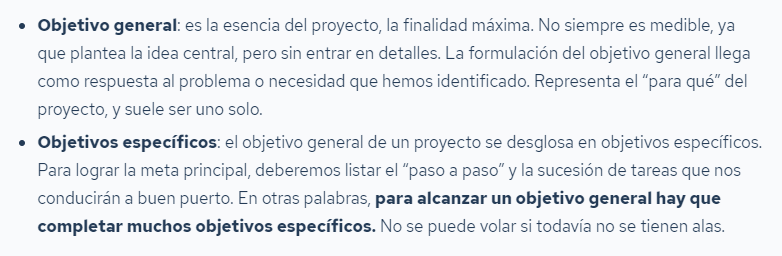 • Objetivo general: es la esencia del proyecto, la finalidad máxima. No siempre es medible, ya
que plantea la idea central, pero sin entrar en detalles. La formulación del objetivo general llega
como respuesta al problema o necesidad que hemos identificado. Representa el “para qué” del
proyecto, y suele ser uno solo.
• Objetivos específicos: el objetivo general de un proyecto se desglosa en objetivos específicos.
Para lograr la meta principal, deberemos listar el “paso a paso” y la sucesión de tareas que nos
conducirán a buen puerto. En otras palabras, para alcanzar un objetivo general hay que
completar muchos objetivos específicos. No se puede volar si todavía no se tienen alas.